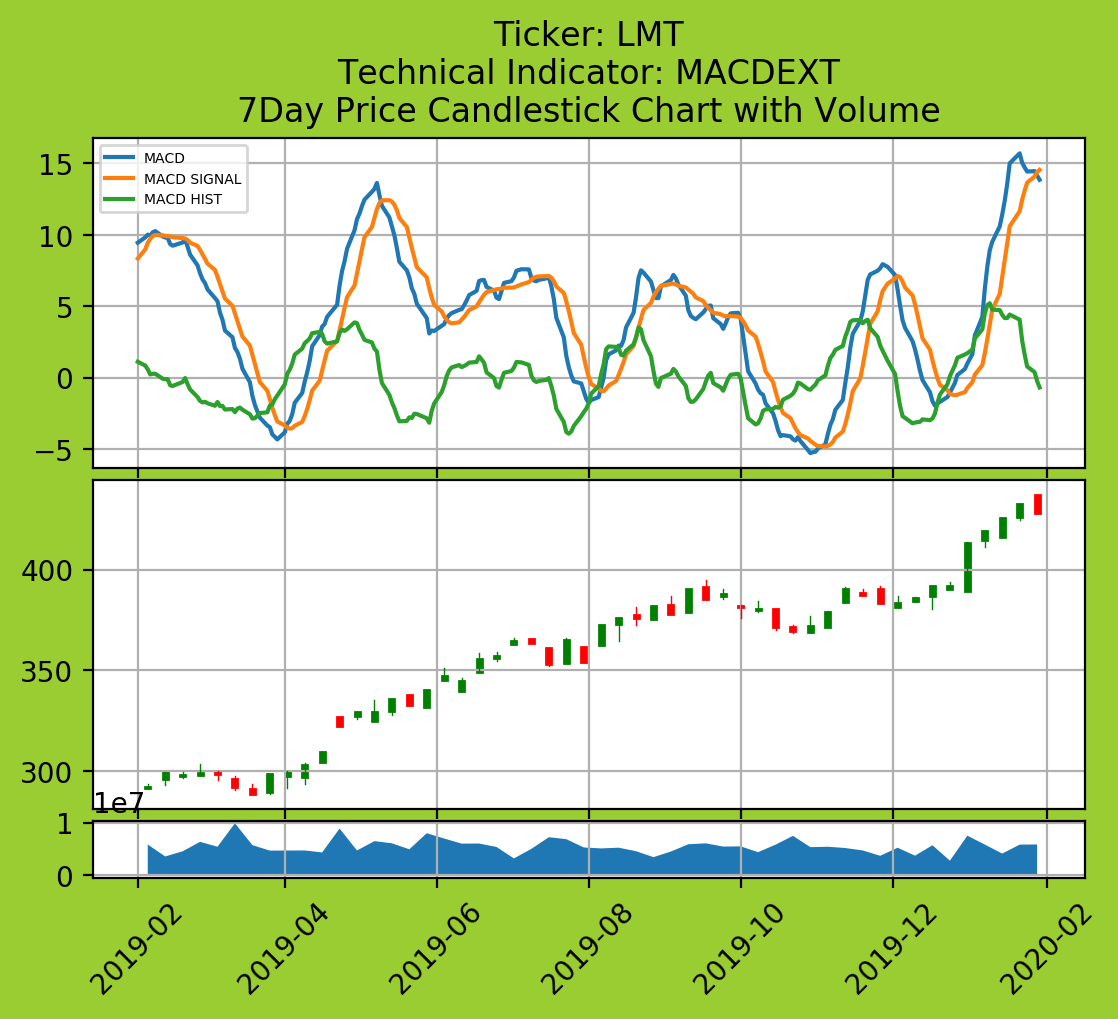 Ticker: LMT
Technical Indicator: MACDEXT
7Day Price Candlestick Chart with Volume
MACD
MACD SIGNAL
MACD HIST
15
10
5
0
−5
400
350
300
1e7
1
0
2019-02
2019-04
2019-06
2019-08
2019-10
2019-12
2020-02